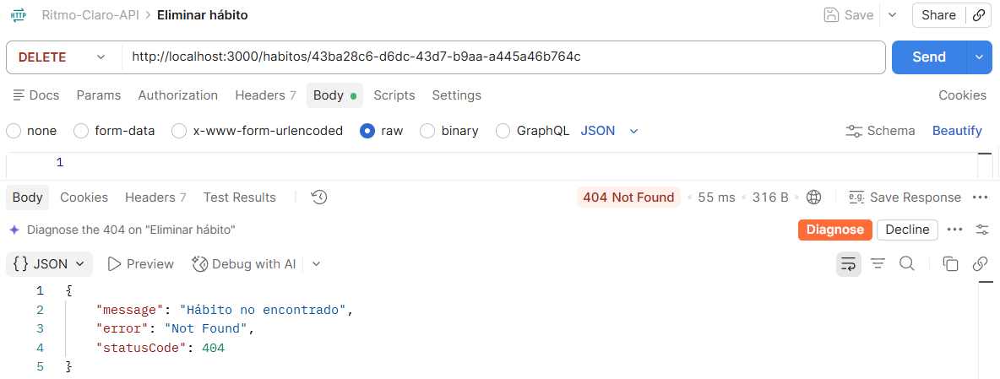 HTTP Ritmo-Claro-API > Eliminar hábito Save Share
DELETE http://localhost:3000/habitos/43ba28c6-d6dc-43d7-b9aa-a445a46b764c Send
Docs Params Authorization Headers 7 Body Scripts Settings Cookies
none form-data x-www-form-urlencoded raw binary GraphQL JSON Schema Beautify
1
Body Cookies Headers 7 Test Results 404 Not Found • 55 ms • 316 B • e.g. Save Response
Diagnose the 404 on "Eliminar hábito" Diagnose Decline
{} JSON Preview Debug with AI
1 {
2 "message": "Hábito no encontrado",
3 "error": "Not Found",
4 "statusCode": 404
5 }